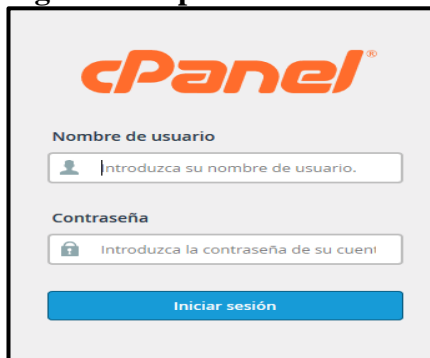 cPanel®
Nombre de usuario
Introduzca su nombre de usuario.
Contraseña
Introduzca la contraseña de su cuent
Iniciar sesión